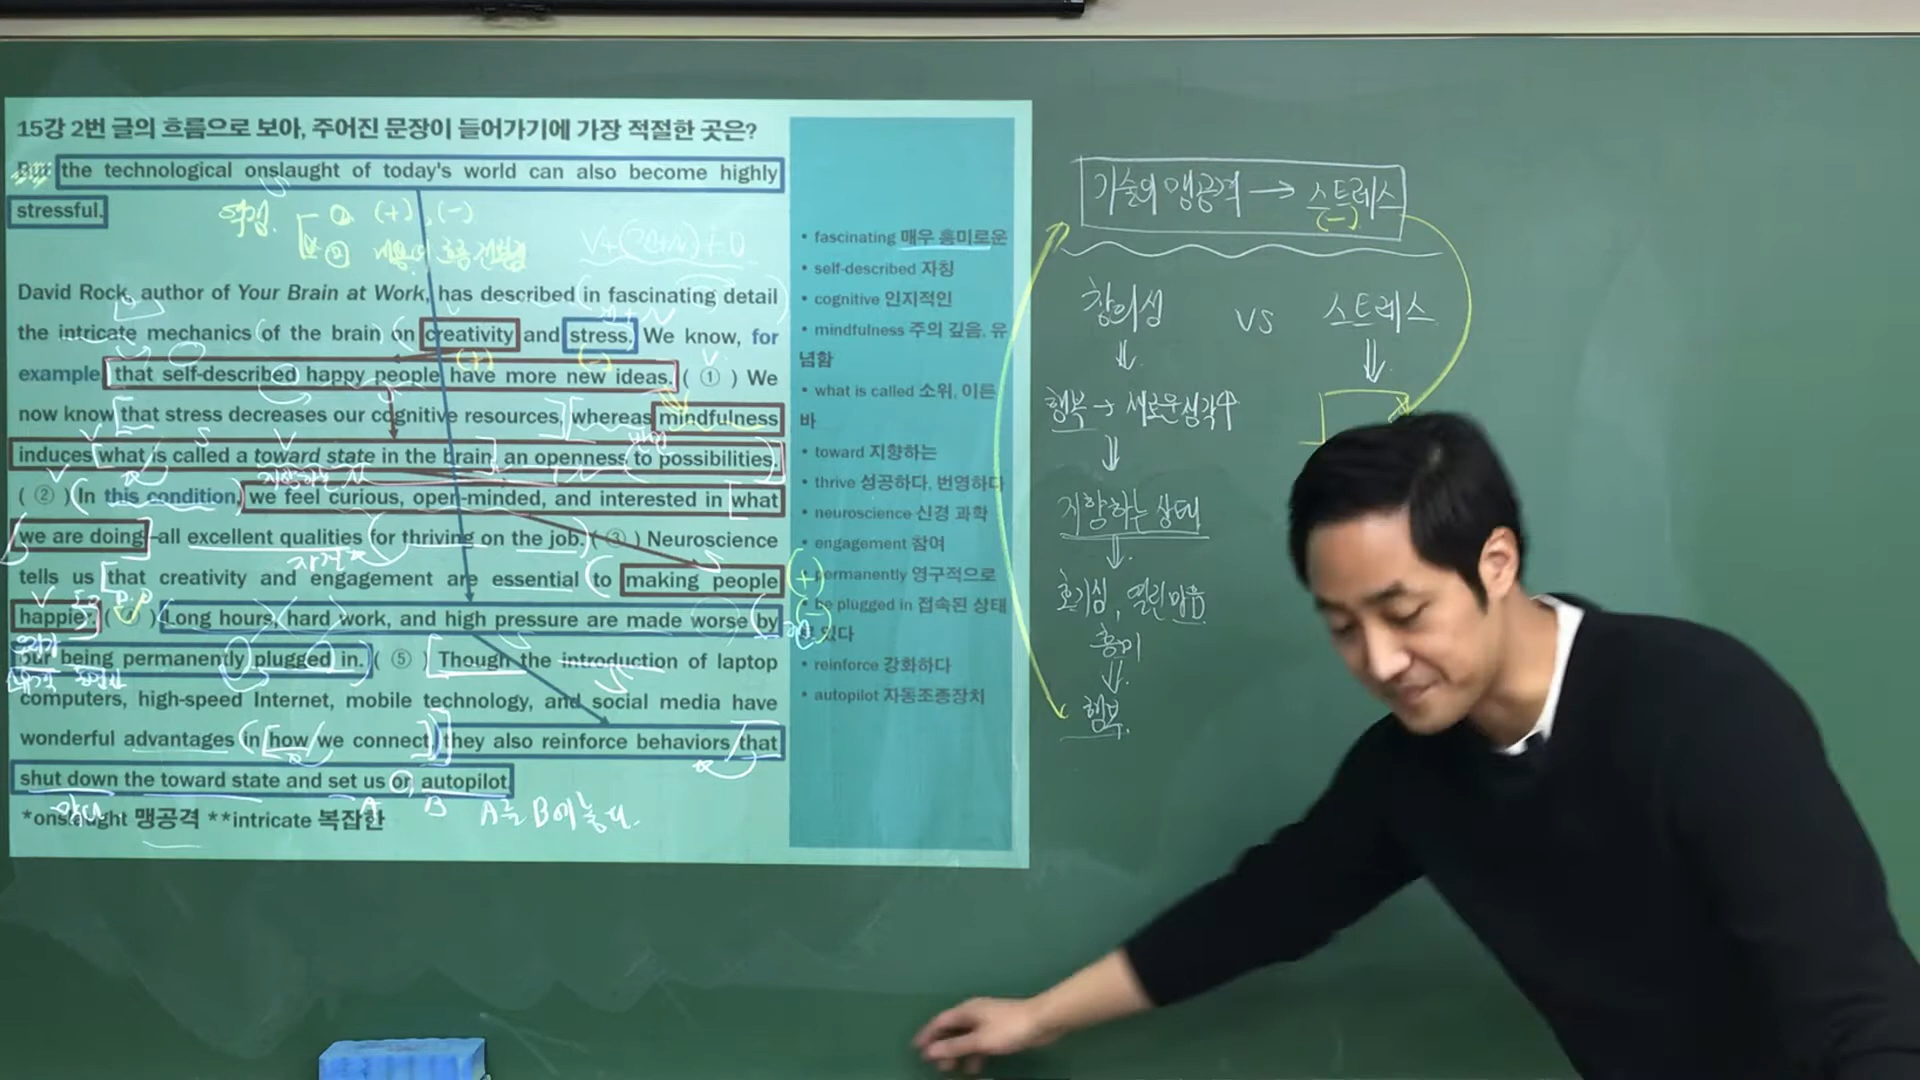 15강 2번 글의 흐름으로 보아, 주어진 문장이 들어가기에 가장 적절한 곳은?
But the technological onslaught of today's world can also become highly
stressful.
① (+), (-)
②
David Rock, author of Your Brain at Work, has described in fascinating detail
the intricate mechanics of the brain on creativity and stress. We know, for
(+) (-)
example, that self-described happy people have more new ideas. ( ① ) We
now know that stress decreases our cognitive resources, whereas mindfulness
induces what is called a toward state in the brain, an openness to possibilities.
지향하는
( ② ) In this condition, we feel curious, open-minded, and interested in what
we are doing—all excellent qualities for thriving on the job. ( ③ ) Neuroscience
tells us that creativity and engagement are essential to making people
(+)
happier. ( ④ ) Long hours, hard work, and high pressure are made worse by
(-)
our being permanently plugged in. ( ⑤ ) Though the introduction of laptop
computers, high-speed Internet, mobile technology, and social media have
wonderful advantages in how we connect, they also reinforce behaviors that
shut down the toward state and set us on autopilot.
A B A를 B에 놓다.
*onslaught 맹공격 **intricate 복잡한
• fascinating 매우 흥미로운
• self-described 자칭
• cognitive 인지적인
• mindfulness 주의 깊음, 유
념함
• what is called 소위, 이른
바
• toward 지향하는
• thrive 성공하다, 번영하다
• neuroscience 신경 과학
• engagement 참여
• permanently 영구적으로
• be plugged in 접속된 상태
로 있다
• reinforce 강화하다
• autopilot 자동조종장치
기술의 맹공격 → 스트레스
(-)
창의성 vs 스트레스
행복 → 새로운 생각↑
지향하는 상태
호기심, 열린 마음
흥미
행복.